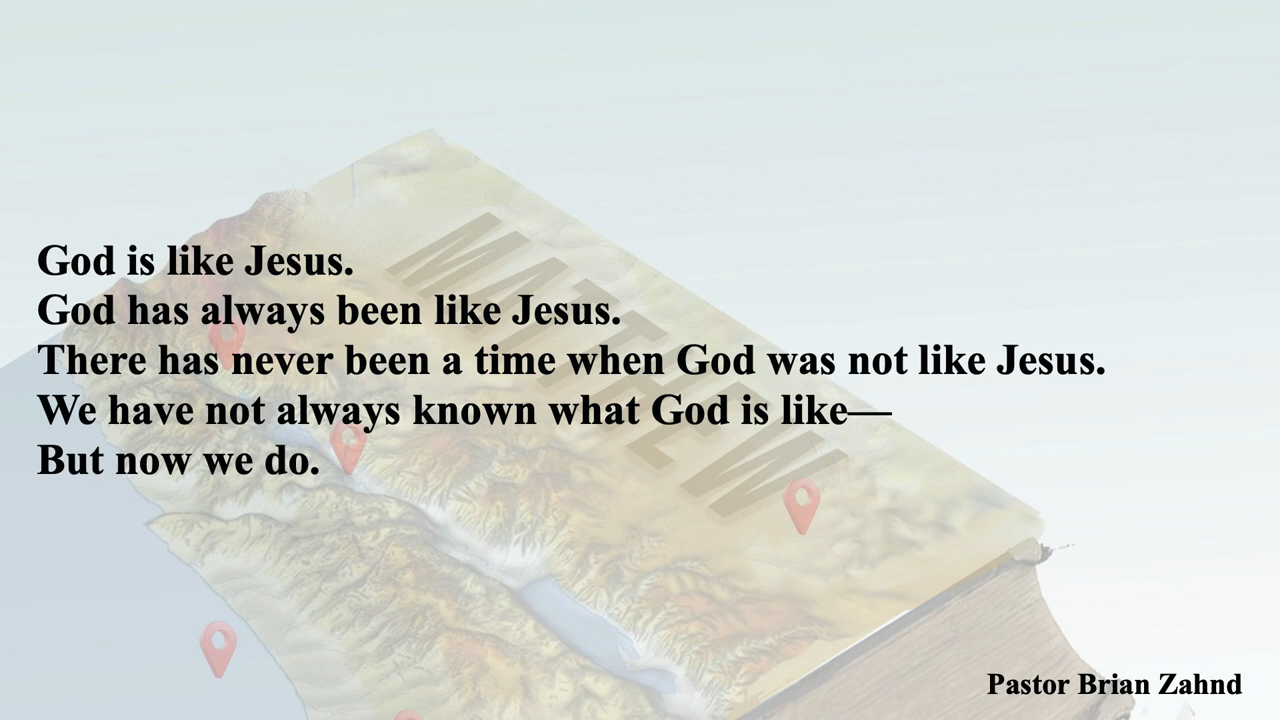 God is like Jesus.
God has always been like Jesus.
There has never been a time when God was not like Jesus.
We have not always known what God is like—
But now we do.
MATTHEW
Pastor Brian Zahnd